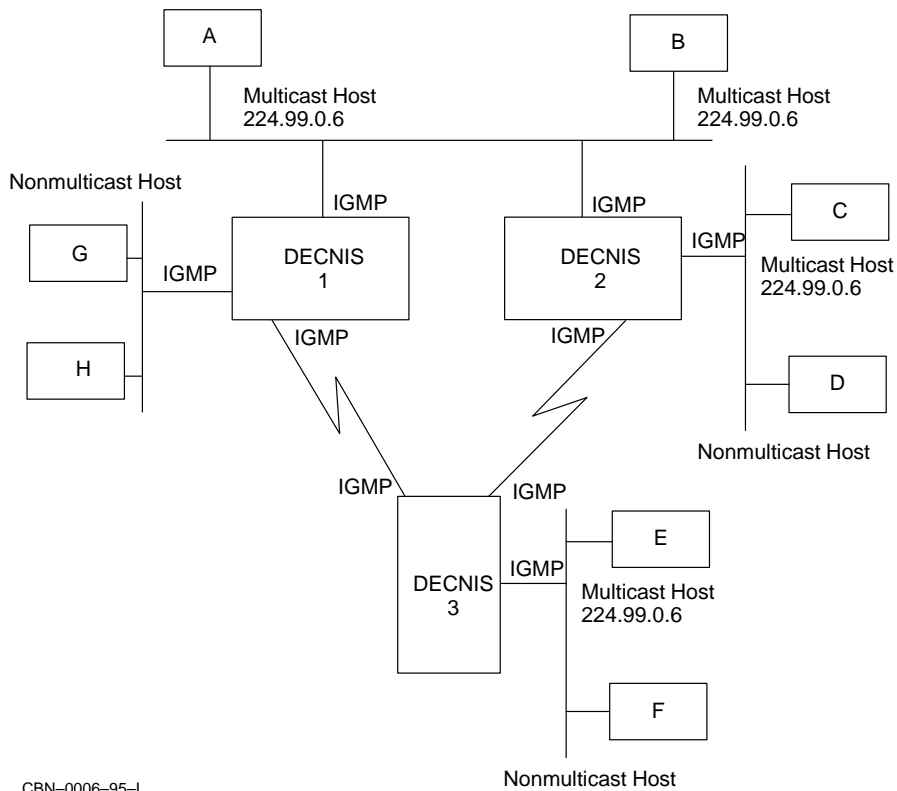 A
B
Multicast Host
224.99.0.6
Multicast Host
224.99.0.6
Nonmulticast Host
IGMP
IGMP
C
G
DECNIS
1
DECNIS
2
IGMP
IGMP
Multicast Host
224.99.0.6
IGMP
IGMP
H
D
Nonmulticast Host
IGMP
IGMP
E
DECNIS
3
IGMP
Multicast Host
224.99.0.6
F
Nonmulticast Host
CBN–0006–95–I